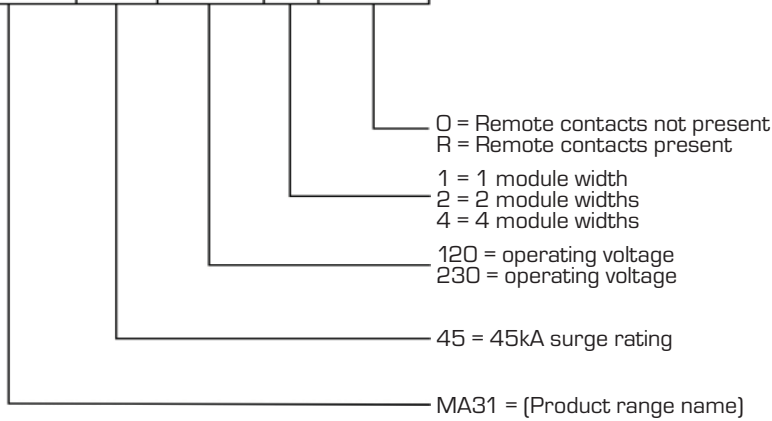 0 = Remote contacts not present
R = Remote contacts present
1 = 1 module width
2 = 2 module widths
4 = 4 module widths
120 = operating voltage
230 = operating voltage
45 = 45kA surge rating
MA31 = (Product range name)